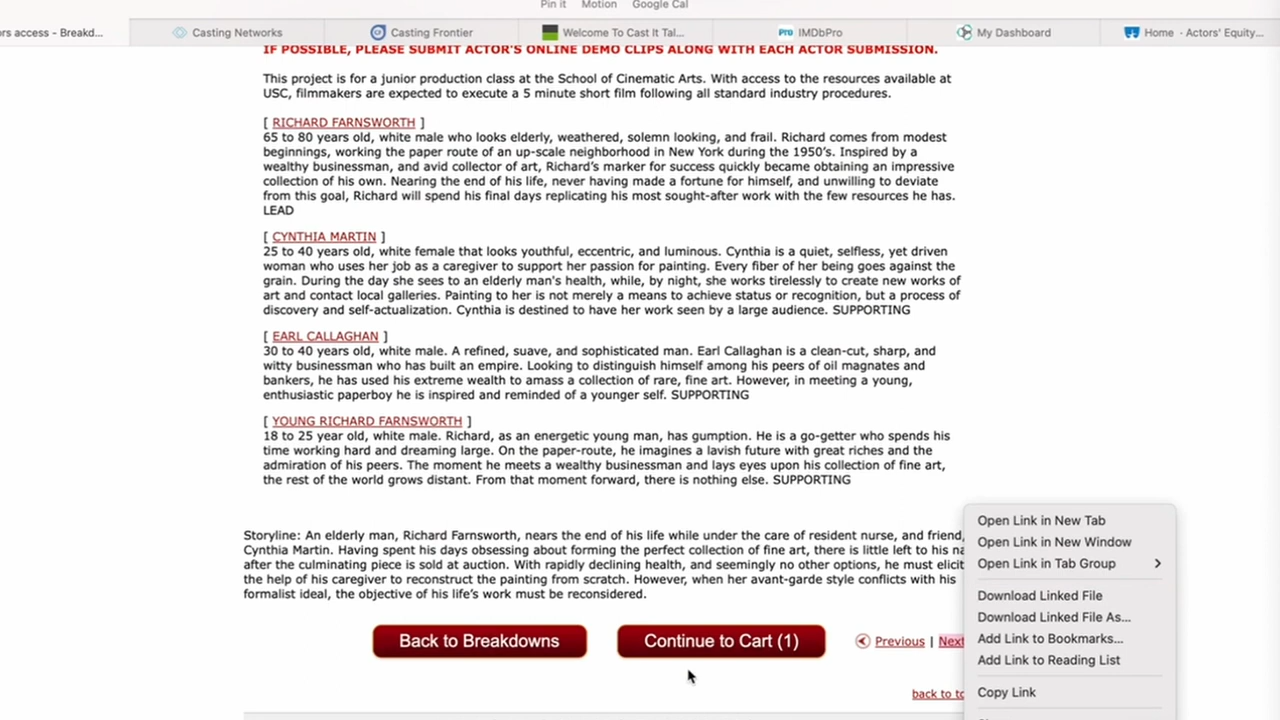 Pin it Motion Google Cal
ors access - Breakd... Casting Networks Casting Frontier Welcome To Cast It Tal... Pro IMDbPro My Dashboard Home · Actors' Equity...
IF POSSIBLE, PLEASE SUBMIT ACTOR'S ONLINE DEMO CLIPS ALONG WITH EACH ACTOR SUBMISSION.
This project is for a junior production class at the School of Cinematic Arts. With access to the resources available at
USC, filmmakers are expected to execute a 5 minute short film following all standard industry procedures.
[ RICHARD FARNSWORTH ]
65 to 80 years old, white male who looks elderly, weathered, solemn looking, and frail. Richard comes from modest
beginnings, working the paper route of an up-scale neighborhood in New York during the 1950's. Inspired by a
wealthy businessman, and avid collector of art, Richard's marker for success quickly became obtaining an impressive
collection of his own. Nearing the end of his life, never having made a fortune for himself, and unwilling to deviate
from this goal, Richard will spend his final days replicating his most sought-after work with the few resources he has.
LEAD
[ CYNTHIA MARTIN ]
25 to 40 years old, white female that looks youthful, eccentric, and luminous. Cynthia is a quiet, selfless, yet driven
woman who uses her job as a caregiver to support her passion for painting. Every fiber of her being goes against the
grain. During the day she sees to an elderly man's health, while, by night, she works tirelessly to create new works of
art and contact local galleries. Painting to her is not merely a means to achieve status or recognition, but a process of
discovery and self-actualization. Cynthia is destined to have her work seen by a large audience. SUPPORTING
[ EARL CALLAGHAN ]
30 to 40 years old, white male. A refined, suave, and sophisticated man. Earl Callaghan is a clean-cut, sharp, and
witty businessman who has built an empire. Looking to distinguish himself among his peers of oil magnates and
bankers, he has used his extreme wealth to amass a collection of rare, fine art. However, in meeting a young,
enthusiastic paperboy he is inspired and reminded of a younger self. SUPPORTING
[ YOUNG RICHARD FARNSWORTH ]
18 to 25 year old, white male. Richard, as an energetic young man, has gumption. He is a go-getter who spends his
time working hard and dreaming large. On the paper-route, he imagines a lavish future with great riches and the
admiration of his peers. The moment he meets a wealthy businessman and lays eyes upon his collection of fine art,
the rest of the world grows distant. From that moment forward, there is nothing else. SUPPORTING
Storyline: An elderly man, Richard Farnsworth, nears the end of his life while under the care of resident nurse, and friend,
Cynthia Martin. Having spent his days obsessing about forming the perfect collection of fine art, there is little left to his na
after the culminating piece is sold at auction. With rapidly declining health, and seemingly no other options, he must elicit
the help of his caregiver to reconstruct the painting from scratch. However, when her avant-garde style conflicts with his
formalist ideal, the objective of his life's work must be reconsidered.
Back to Breakdowns Continue to Cart (1) Previous | Next
back to to
Open Link in New Tab
Open Link in New Window
Open Link in Tab Group
Download Linked File
Download Linked File As...
Add Link to Bookmarks...
Add Link to Reading List
Copy Link